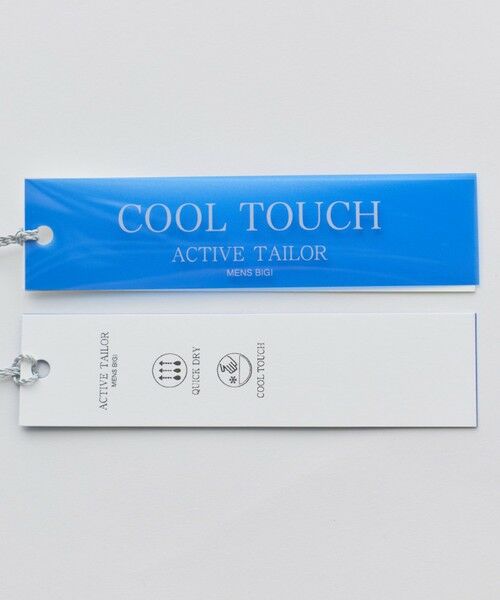 COOL TOUCH
ACTIVE TAILOR
MENS BIGI
ACTIVE TAILOR
MENS BIGI
QUICK DRY
COOL TOUCH